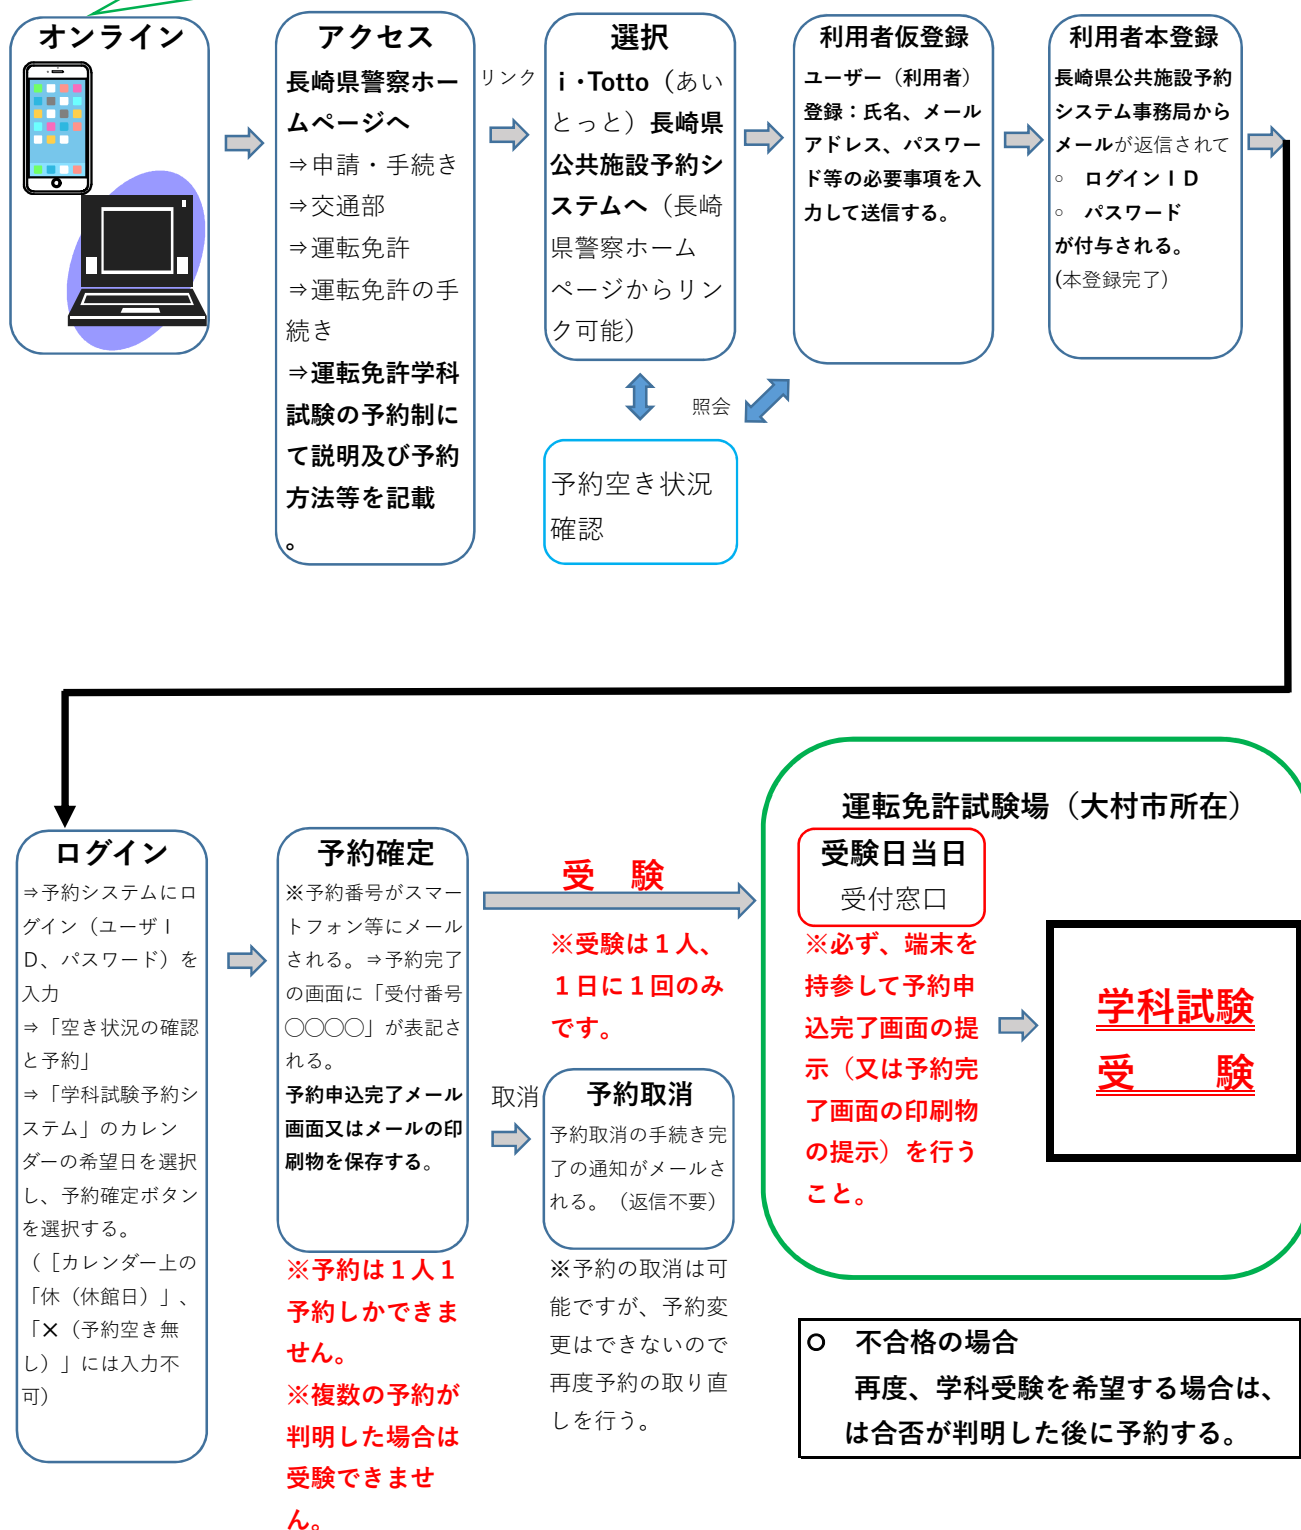 オンライン
アクセス
長崎県警察ホー
ムページへ
⇒申請・手続き
⇒交通部
⇒運転免許
⇒運転免許の手
続き
⇒運転免許学科
試験の予約制に
て説明及び予約
方法等を記載
。
リンク
選択
ｉ・Totto（あい
とっと）長崎県
公共施設予約シ
ステムへ（長崎
県警察ホーム
ページからリン
ク可能）
照会
予約空き状況
確認
利用者仮登録
ユーザー（利用者）
登録：氏名、メール
アドレス、パスワー
ド等の必要事項を入
力して送信する。
利用者本登録
長崎県公共施設予約
システム事務局から
メールが返信されて
◦ ログインＩＤ
◦ パスワード
が付与される。
(本登録完了）
ログイン
⇒予約システムにロ
グイン（ユーザＩ
Ｄ、パスワード）を
入力
⇒「空き状況の確認
と予約」
⇒「学科試験予約シ
ステム」のカレン
ダーの希望日を選択
し、予約確定ボタン
を選択する。
（［カレンダー上の
「休（休館日）」、
「✕（予約空き無
し）」には入力不
可）
予約確定
※予約番号がスマー
トフォン等にメール
される。⇒予約完了
の画面に「受付番号
◯◯◯◯」が表記さ
れる。
予約申込完了メール
画面又はメールの印
刷物を保存する。
※予約は１人１
予約しかできま
せん。
※複数の予約が
判明した場合は
受験できませ
ん。
受　験
※受験は１人、
１日に１回のみ
です。
取消
予約取消
予約取消の手続き完
了の通知がメールさ
れる。（返信不要）
※予約の取消は可
能ですが、予約変
更はできないので
再度予約の取り直
しを行う。
運転免許試験場（大村市所在）
受験日当日
受付窓口
※必ず、端末を
持参して予約申
込完了画面の提
示（又は予約完
了画面の印刷物
の提示）を行う
こと。
学科試験
受　　験
○　不合格の場合
再度、学科受験を希望する場合は、
は合否が判明した後に予約する。